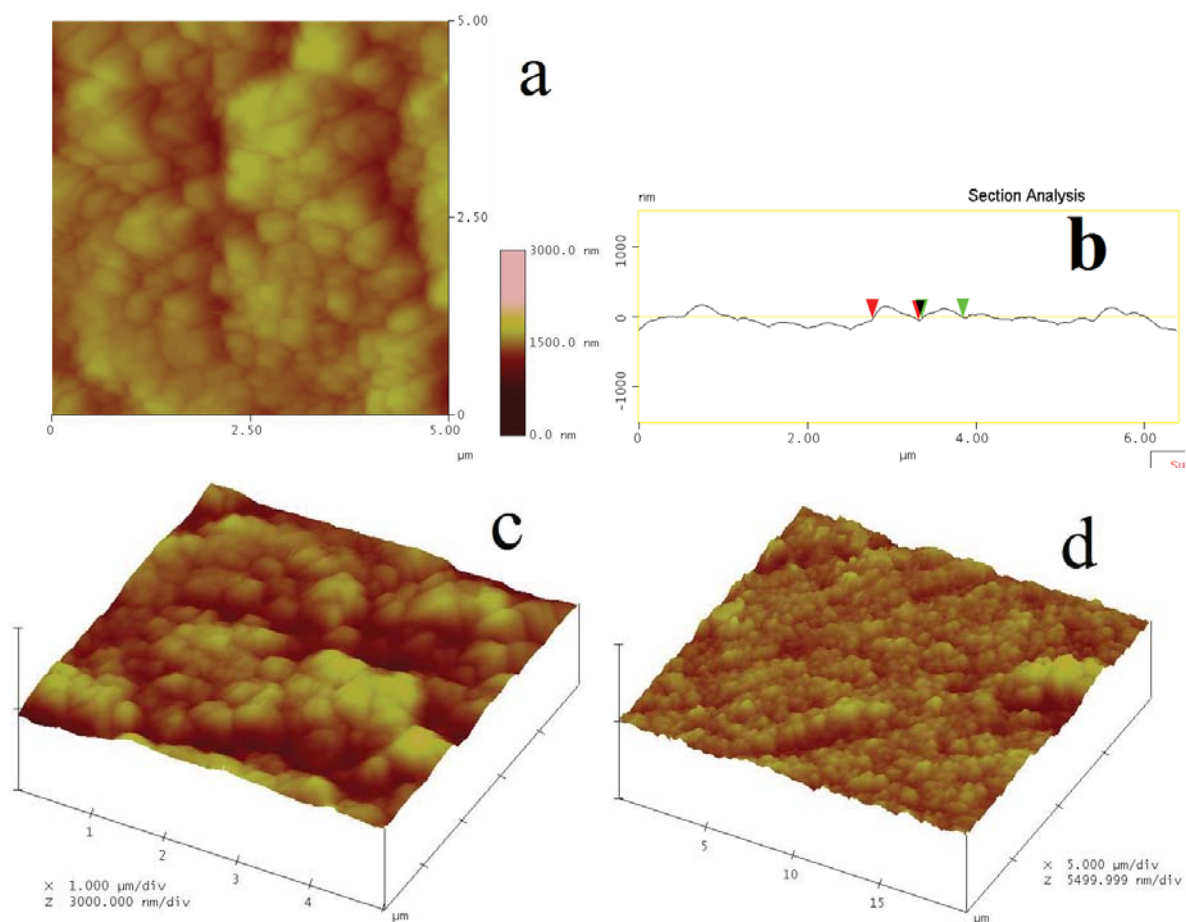 5.00
a
2.50
3000.0 nm
1500.0 nm
0.0 nm
0
0
2.50
5.00
µm
nm
Section Analysis
b
1000
0
-1000
0
2.00
4.00
6.00
µm
c
1
2
3
4
µm
X 1.000 µm/div
Z 3000.000 nm/div
d
5
10
15
µm
X 5.000 µm/div
Z 5499.999 nm/div